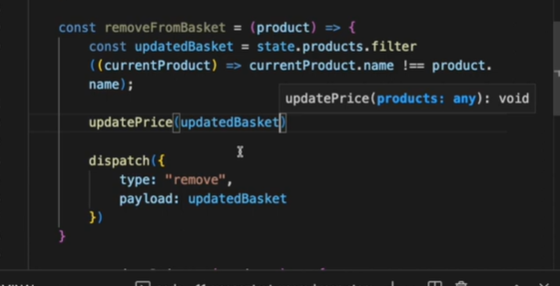 const removeFromBasket = (product) => {
const updatedBasket = state.products.filter
((currentProduct) => currentProduct.name !== product.
name);
updatePrice(products: any): void
updatePrice(updatedBasket)
dispatch({
type: "remove",
payload: updatedBasket
})
}